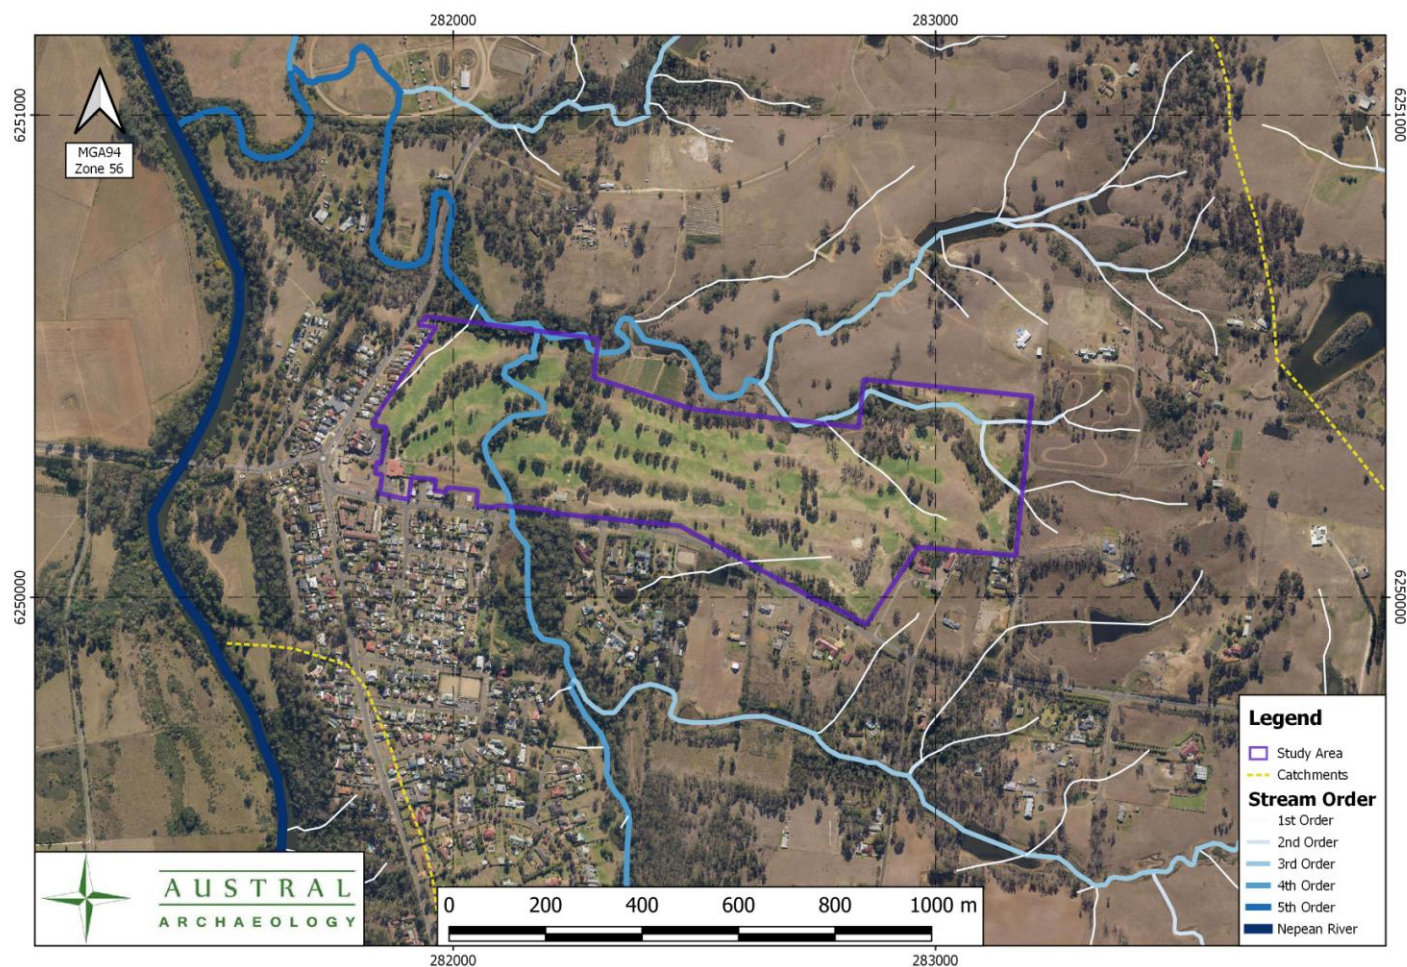 282000
283000
6251000
6251000
MGA94
Zone 56
6250000
6250000
Legend
Study Area
Catchments
Stream Order
1st Order
2nd Order
3rd Order
4th Order
5th Order
Nepean River
AUSTRAL
ARCHAEOLOGY
0 200 400 600 800 1000 m
282000
283000